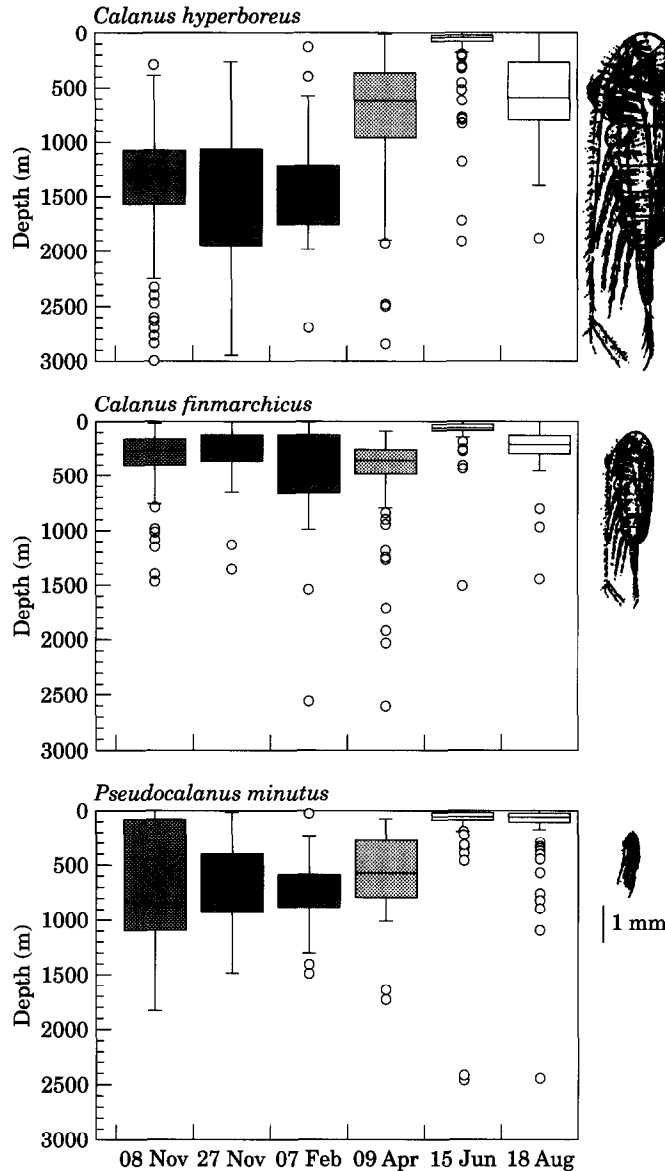 Calanus hyperboreus
0
500
1000
1500
2000
2500
3000
Depth (m)
Calanus finmarchicus
0
500
1000
1500
2000
2500
3000
Depth (m)
Pseudocalanus minutus
0
500
1000
1500
2000
2500
3000
Depth (m)
1 mm
08 Nov 27 Nov 07 Feb 09 Apr 15 Jun 18 Aug